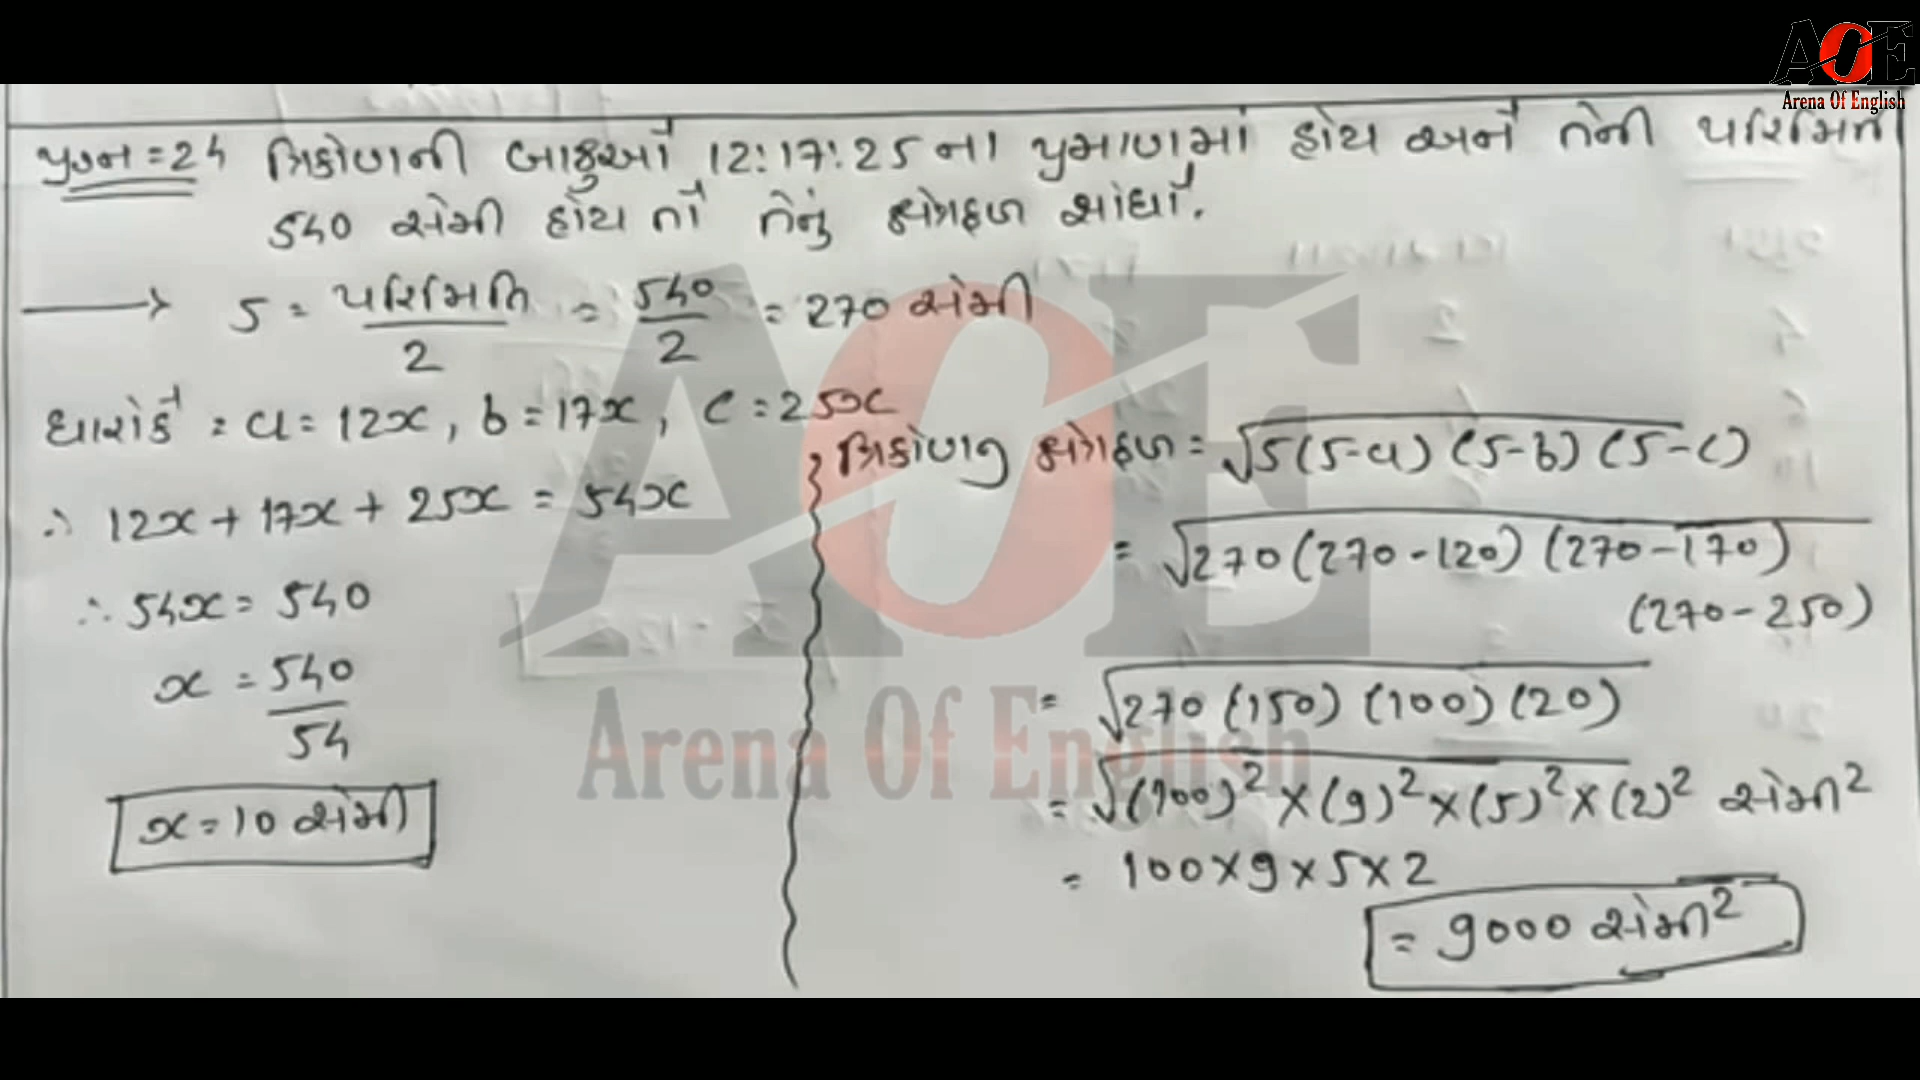 AOE
Arena Of English
પ્રશ્ન = 24 ત્રિકોણની બાજુઓ 12:17:25 ના પ્રમાણમાં હોય અને તેની પરિમિતિ
540 સેમી હોય તો તેનું ક્ષેત્રફળ શોધો.
→ S = પરિમિતિ/2 = 540/2 = 270 સેમી
ધારોકે = a = 12x, b = 17x, c = 25x
∴ 12x + 17x + 25x = 54x
∴ 54x = 540
x = 540/54
x = 10 સેમી
ત્રિકોણનુ ક્ષેત્રફળ = √S(S-a) (S-b) (S-c)
= √270 (270-120) (270-170)
(270-250)
= √270 (150) (100) (20)
= √(100)² × (9)² × (5)² × (2)² સેમી²
= 100 × 9 × 5 × 2
= 9000 સેમી²
AOE
Arena Of English